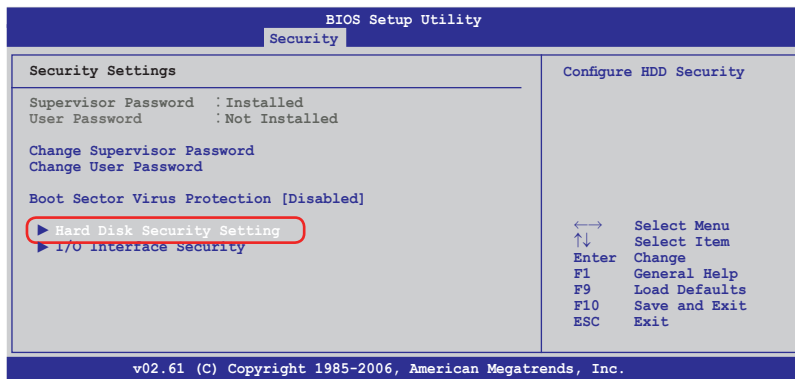 BIOS Setup Utility
Security
Security Settings
Supervisor Password : Installed
User Password : Not Installed
Change Supervisor Password
Change User Password
Boot Sector Virus Protection [Disabled]
▶ Hard Disk Security Setting
▶ I/O Interface Security
Configure HDD Security
←→ Select Menu
↑↓ Select Item
Enter Change
F1 General Help
F9 Load Defaults
F10 Save and Exit
ESC Exit
v02.61 (C) Copyright 1985-2006, American Megatrends, Inc.